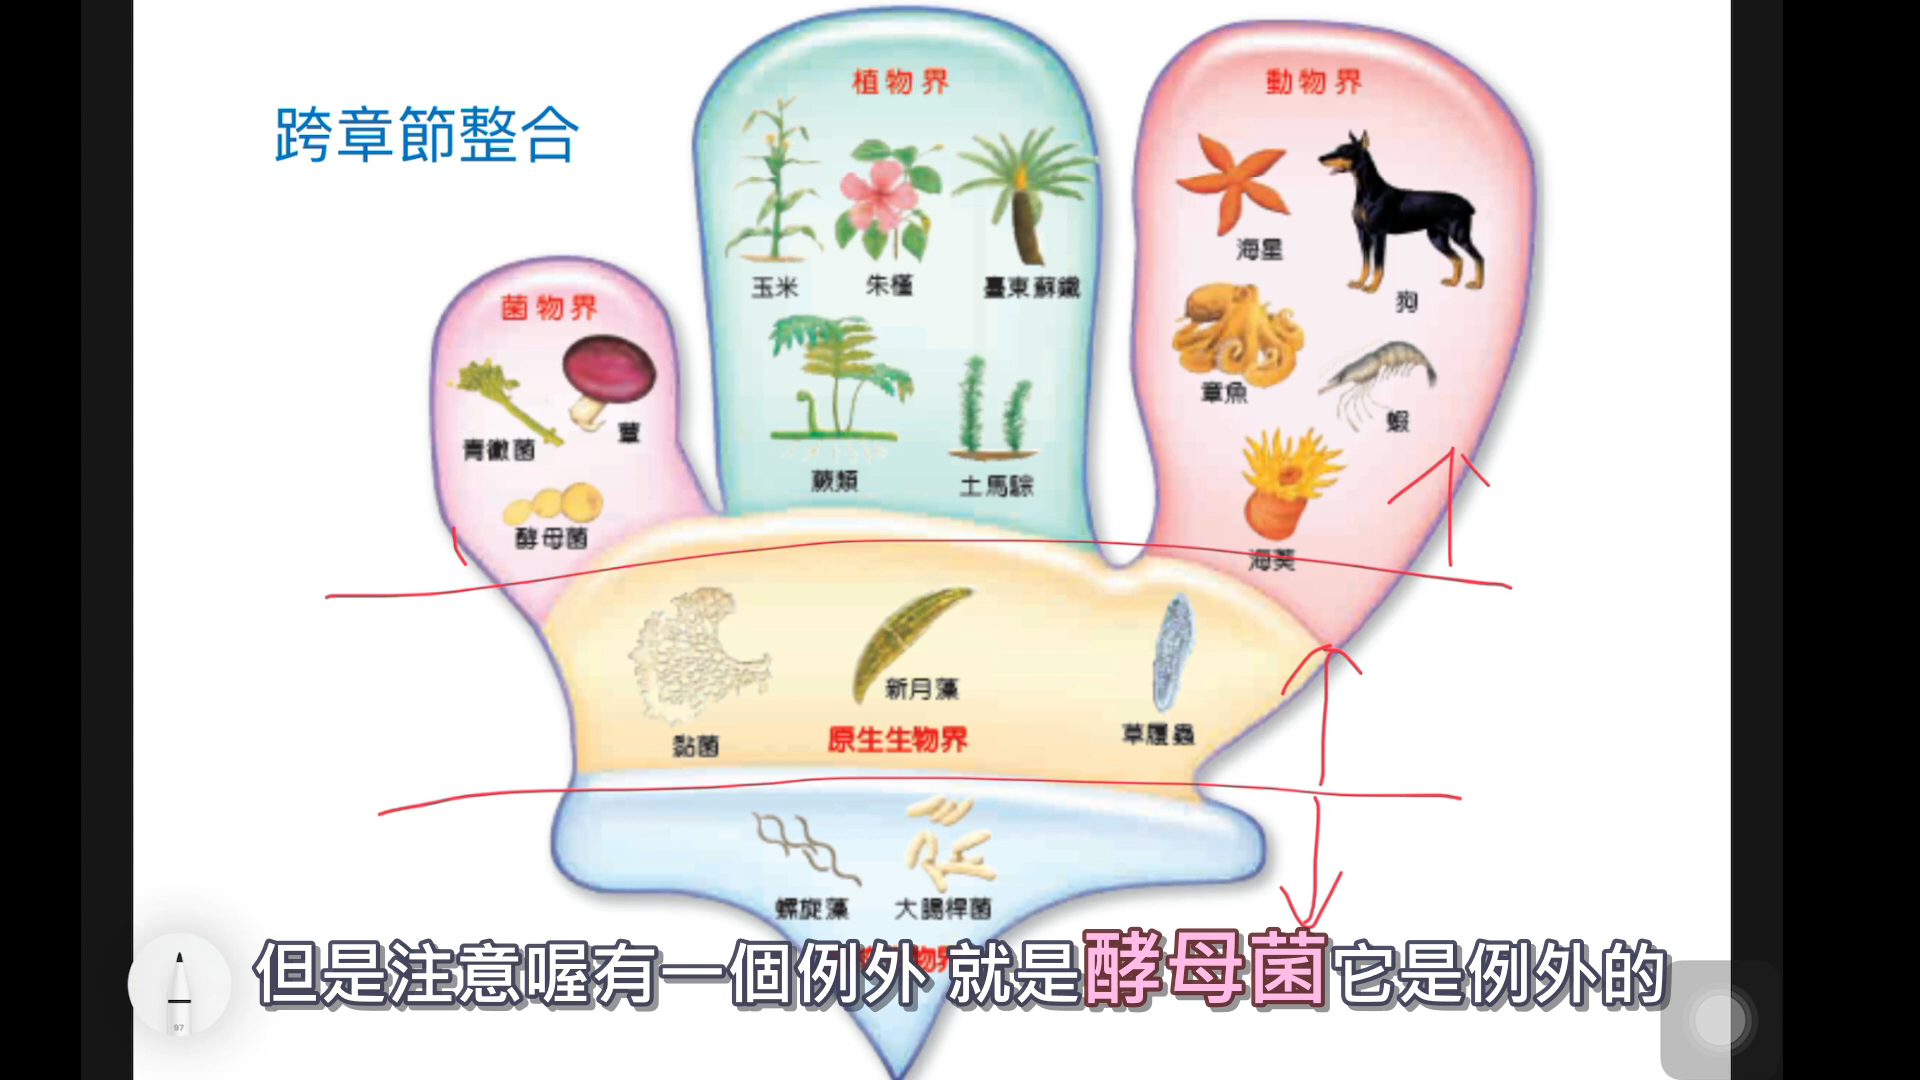 跨章節整合
植物界
動物界
玉米
朱槿
臺東蘇鐵
海星
狗
菌物界
青黴菌
蕈
酵母菌
蕨類
土馬騌
章魚
蝦
海葵
黏菌
新月藻
草履蟲
原生生物界
螺旋藻
大腸桿菌
但是注意喔有一個例外 就是酵母菌它是例外的
97